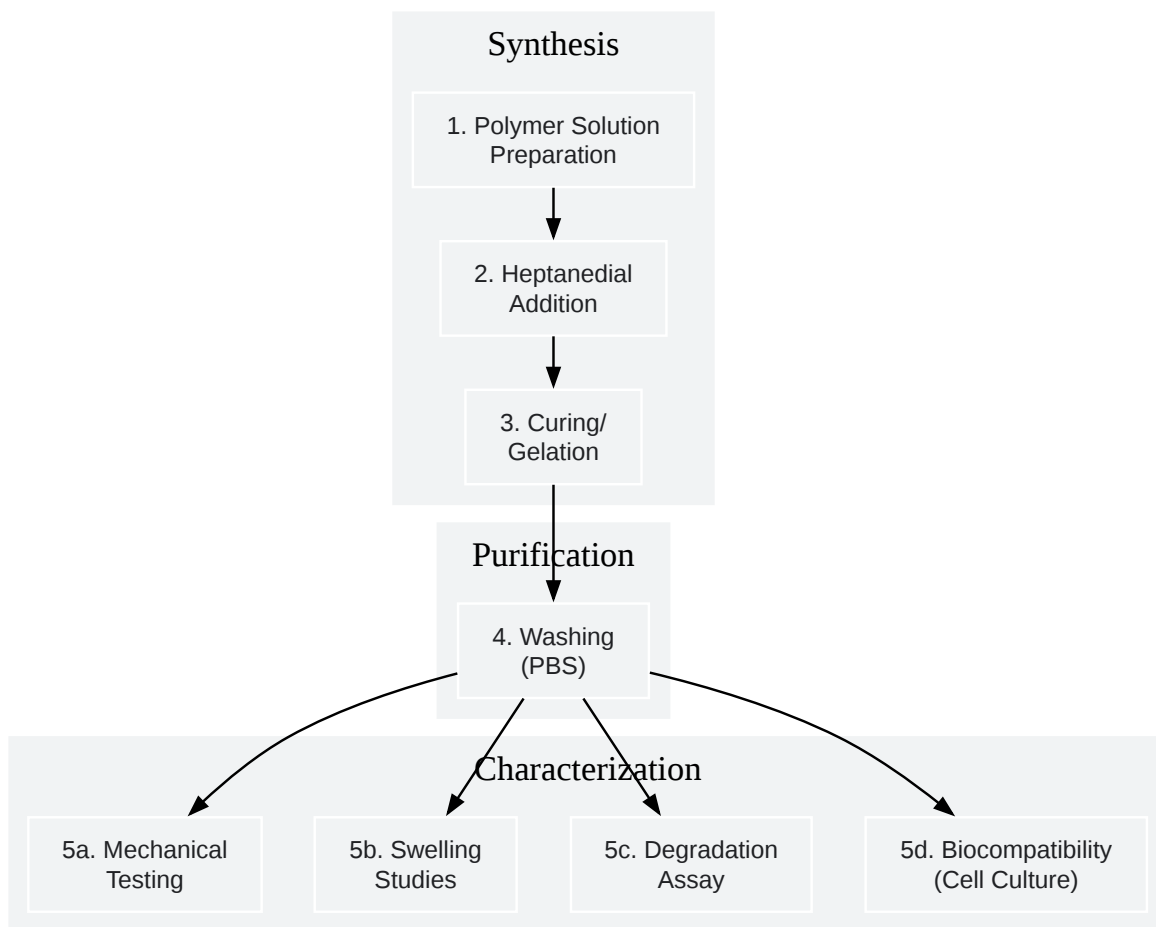 Synthesis
1. Polymer Solution
Preparation
2. Heptanedial
Addition
3. Curing/
Gelation
Purification
4. Washing
(PBS)
Characterization
5a. Mechanical
Testing
5b. Swelling
Studies
5c. Degradation
Assay
5d. Biocompatibility
(Cell Culture)